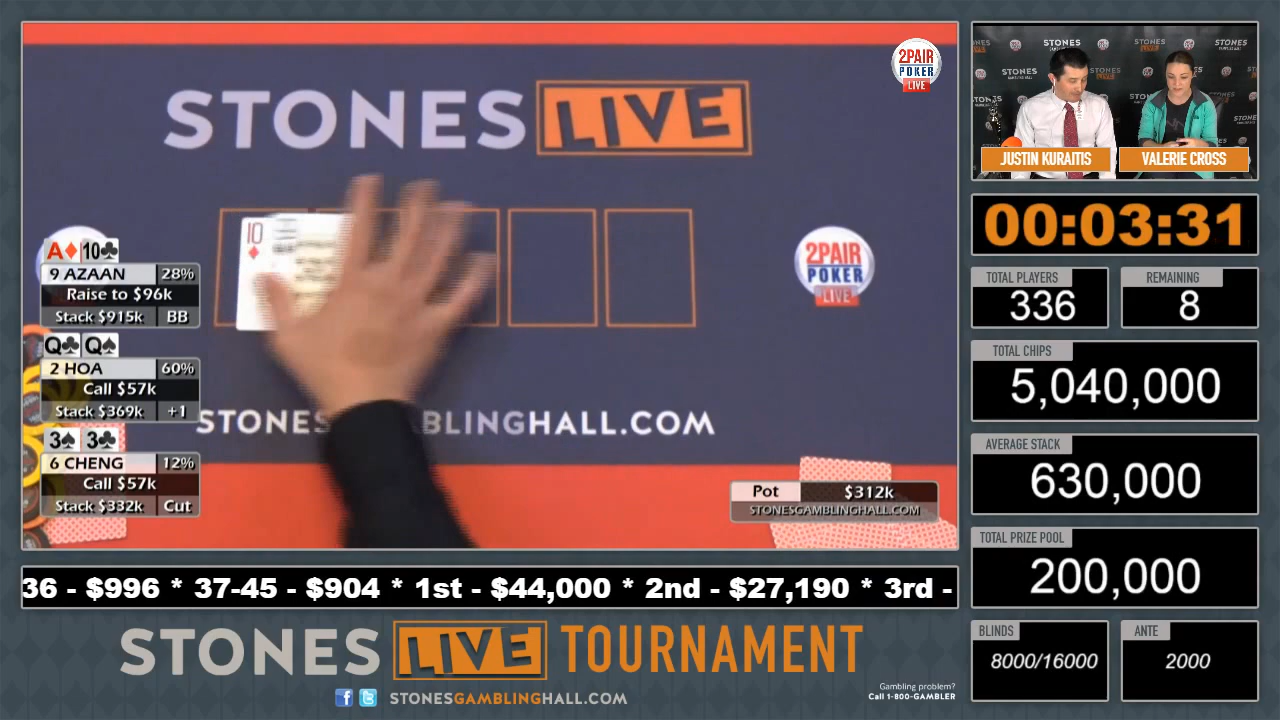 STONES LIVE
2PAIR
POKER
LIVE
10
A♦ 10♣
9 AZAAN 28%
Raise to $96k
Stack $915k BB
Q♣ Q♠
2 HOA 60%
Call $57k
Stack $369k +1
3♠ 3♣
6 CHENG 12%
Call $57k
Stack $332k Cut
2PAIR
POKER
LIVE
STONES BLINGHALL.COM
Pot $312k
STONESGAMBLINGHALL.COM
36 - $996 * 37-45 - $904 * 1st - $44,000 * 2nd - $27,190 * 3rd -
STONES LIVE TOURNAMENT
STONESGAMBLINGHALL.COM
Gambling problem?
Call 1-800-GAMBLER
STONES
STONES
STONES
STONES
STONES
JUSTIN KURAITIS
VALERIE CROSS
00:03:31
TOTAL PLAYERS
336
REMAINING
8
TOTAL CHIPS
5,040,000
AVERAGE STACK
630,000
TOTAL PRIZE POOL
200,000
BLINDS
8000/16000
ANTE
2000